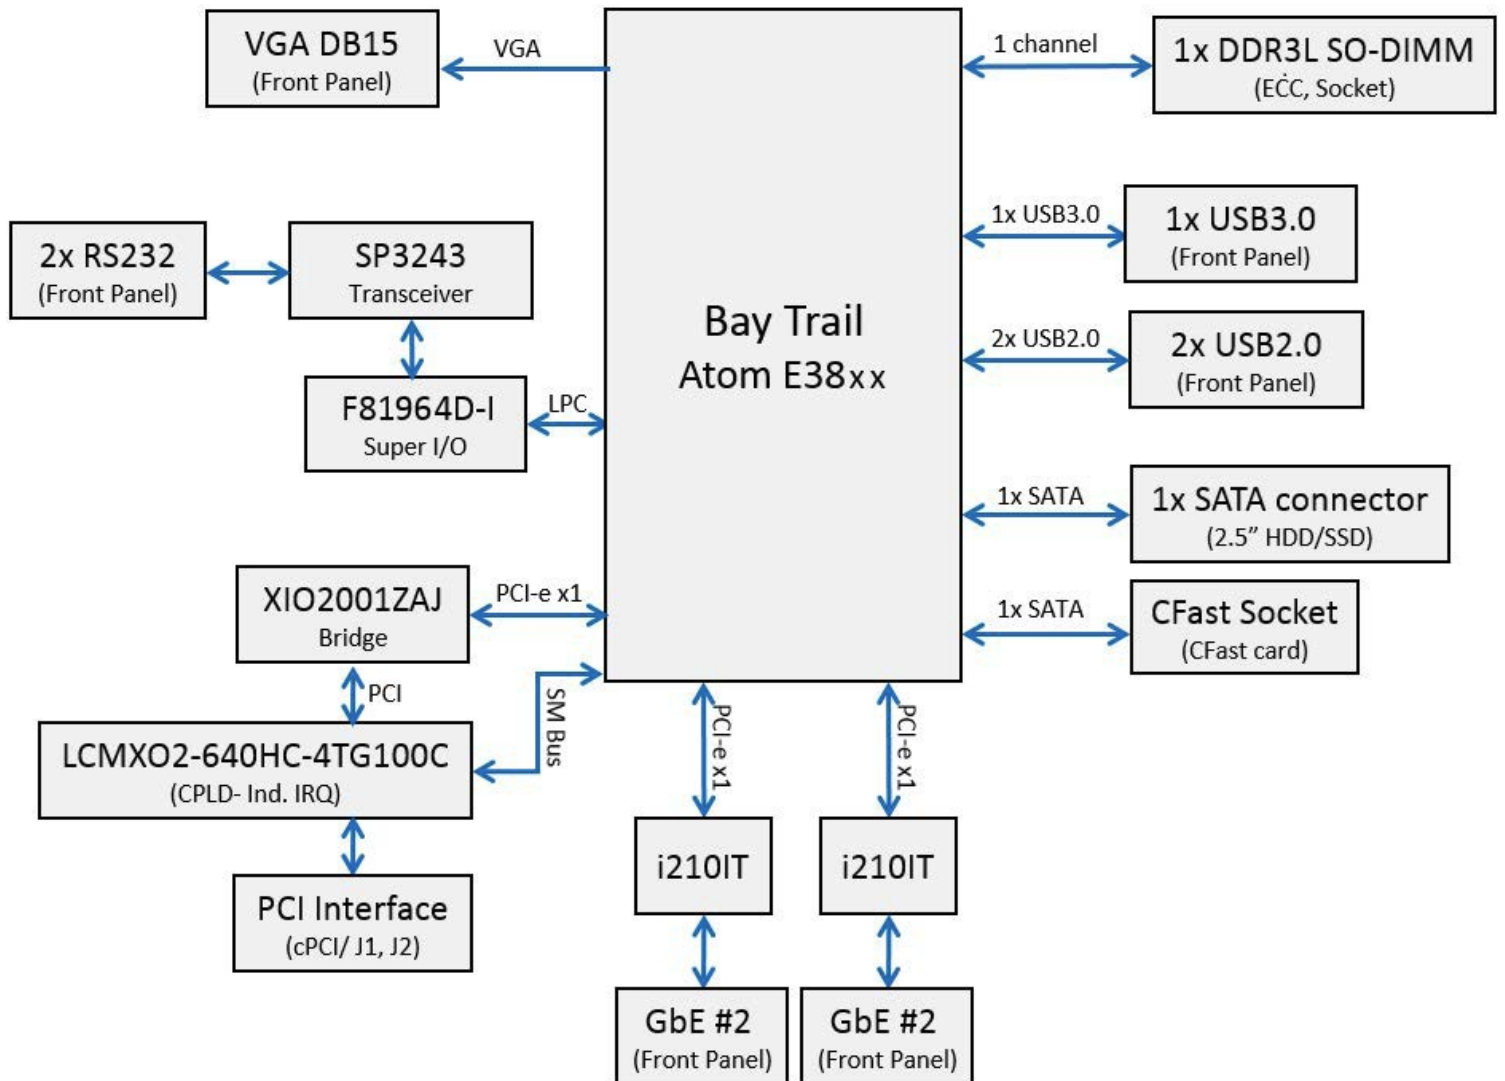 VGA DB15
(Front Panel)
VGA
1 channel
1x DDR3L SO-DIMM
(ECC, Socket)
2x RS232
(Front Panel)
SP3243
Transceiver
1x USB3.0
1x USB3.0
(Front Panel)
Bay Trail
Atom E38xx
2x USB2.0
2x USB2.0
(Front Panel)
F81964D-I
Super I/O
LPC
1x SATA
1x SATA connector
(2.5” HDD/SSD)
XIO2001ZAJ
Bridge
PCI-e x1
1x SATA
CFast Socket
(CFast card)
PCI
SM Bus
LCMXO2-640HC-4TG100C
(CPLD- Ind. IRQ)
PCI-e x1
PCI-e x1
i210IT
i210IT
PCI Interface
(cPCI/ J1, J2)
GbE #2
(Front Panel)
GbE #2
(Front Panel)